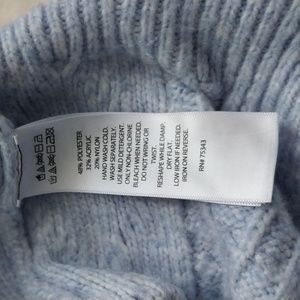 48% POLYESTER
32% ACRYLIC
20% NYLON
HAND WASH COLD.
WASH SEPARATELY.
USE MILD DETERGENT.
ONLY NON-CHLORINE
BLEACH WHEN NEEDED.
DO NOT WRING OR
TWIST.
RESHAPE WHILE DAMP.
DRY FLAT.
LOW IRON IF NEEDED.
IRON ON REVERSE.
RN# 75343